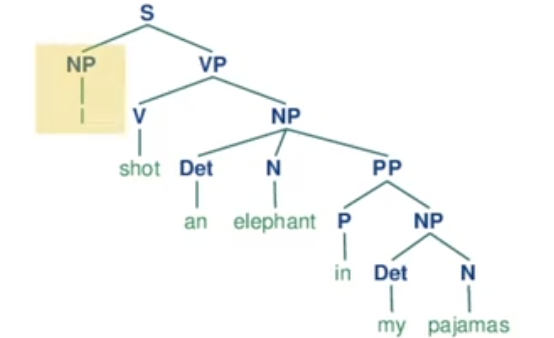 S
NP VP
I V NP
shot Det N PP
an elephant P NP
in Det N
my pajamas